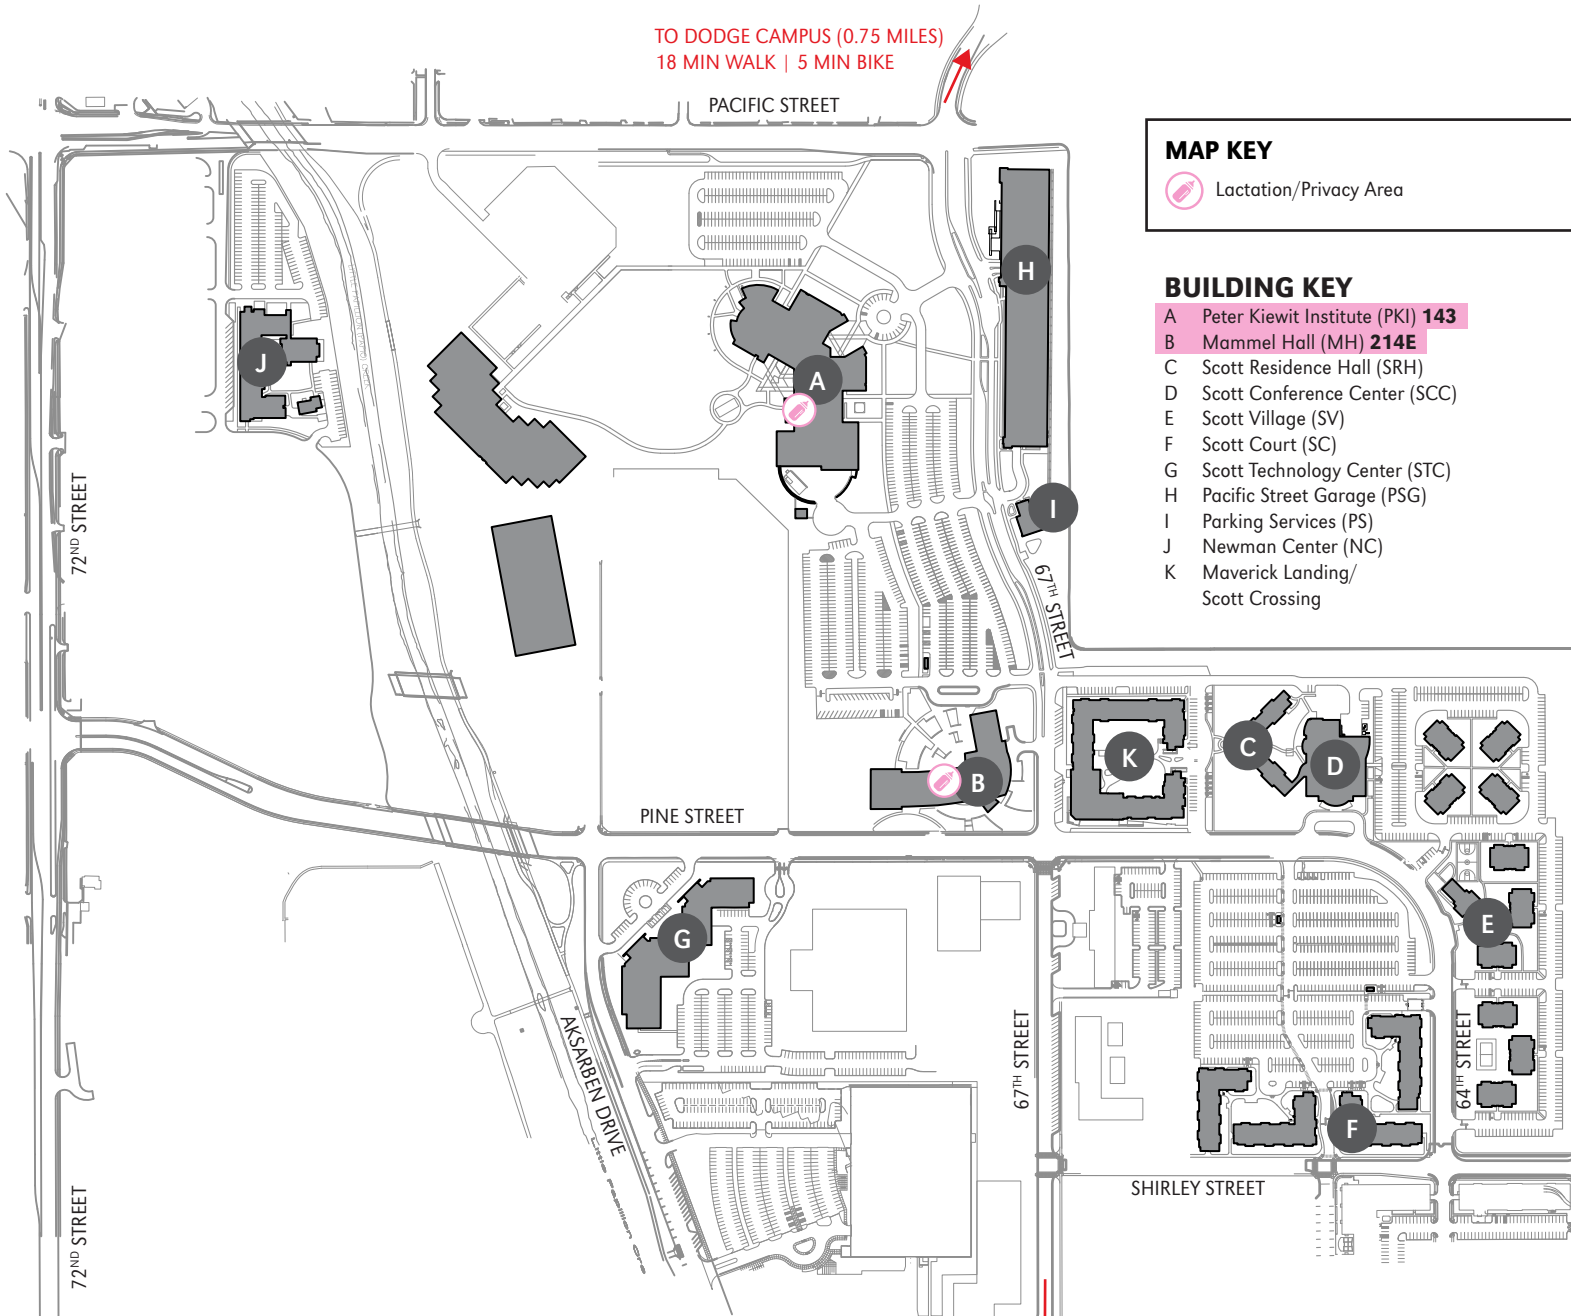 TO DODGE CAMPUS (0.75 MILES)
18 MIN WALK | 5 MIN BIKE
PACIFIC STREET
MAP KEY
Lactation/Privacy Area
BUILDING KEY
A Peter Kiewit Institute (PKI) 143
B Mammel Hall (MH) 214E
C Scott Residence Hall (SRH)
D Scott Conference Center (SCC)
E Scott Village (SV)
F Scott Court (SC)
G Scott Technology Center (STC)
H Pacific Street Garage (PSG)
I Parking Services (PS)
J Newman Center (NC)
K Maverick Landing/
Scott Crossing
H
J
A
I
72ND STREET
67TH STREET
K
C
D
B
PINE STREET
E
G
AKSARBEN DRIVE
67TH STREET
64TH STREET
F
SHIRLEY STREET
72ND STREET